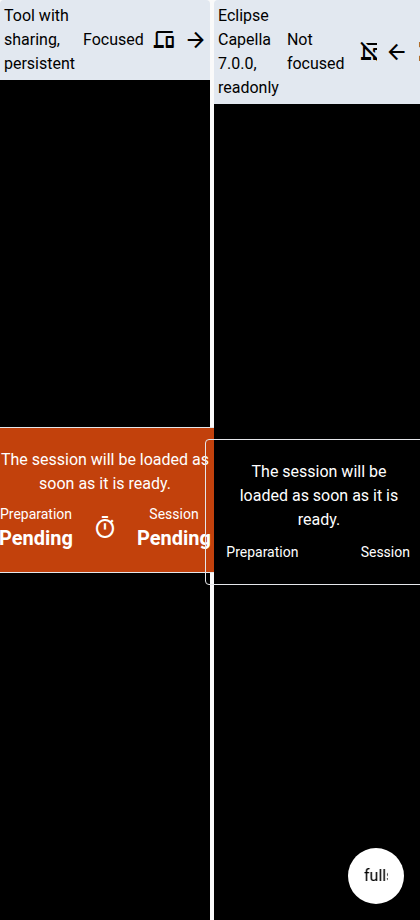 Tool with
sharing,
persistent
Focused
Eclipse
Capella
7.0.0,
readonly
Not
focused
The session will be loaded as
soon as it is ready.
Preparation
Pending
Session
Pending
The session will be
loaded as soon as it is
ready.
Preparation
Session
full